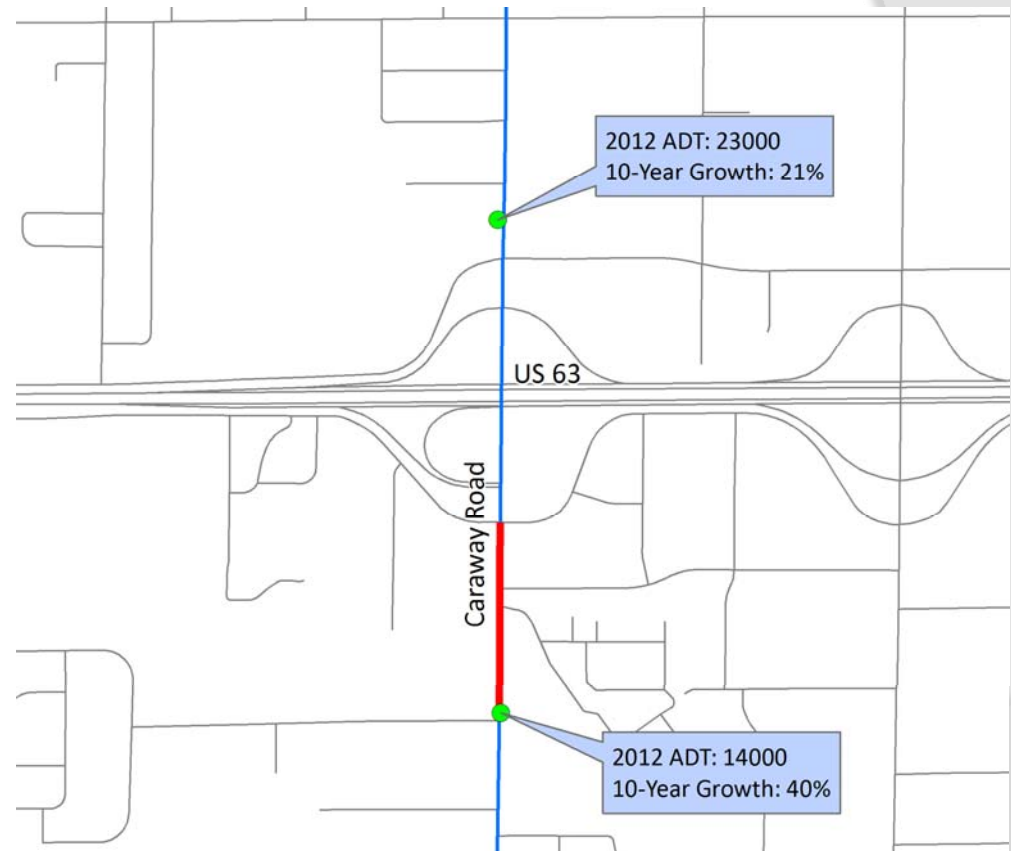 2012 ADT: 23000
10-Year Growth: 21%
US 63
Caraway Road
2012 ADT: 14000
10-Year Growth: 40%